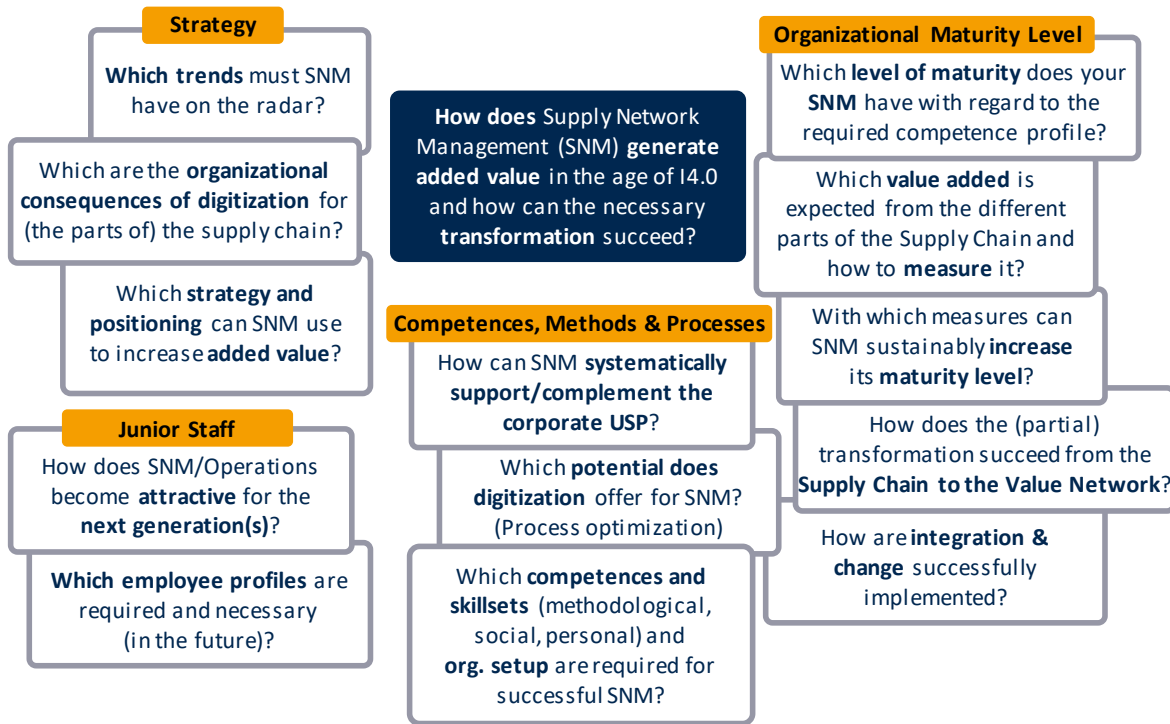 Strategy
Which trends must SNM
have on the radar?
Which are the organizational
consequences of digitization for
(the parts of) the supply chain?
Which strategy and
positioning can SNM use
to increase added value?
Junior Staff
How does SNM/Operations
become attractive for the
next generation(s)?
Which employee profiles are
required and necessary
(in the future)?
How does Supply Network
Management (SNM) generate
added value in the age of I4.0
and how can the necessary
transformation succeed?
Competences, Methods & Processes
How can SNM systematically
support/complement the
corporate USP?
Which potential does
digitization offer for SNM?
(Process optimization)
Which competences and
skillsets (methodological,
social, personal) and
org. setup are required for
successful SNM?
Organizational Maturity Level
Which level of maturity does your
SNM have with regard to the
required competence profile?
Which value added is
expected from the different
parts of the Supply Chain and
how to measure it?
With which measures can
SNM sustainably increase
its maturity level?
How does the (partial)
transformation succeed from the
Supply Chain to the Value Network?
How are integration &
change successfully
implemented?